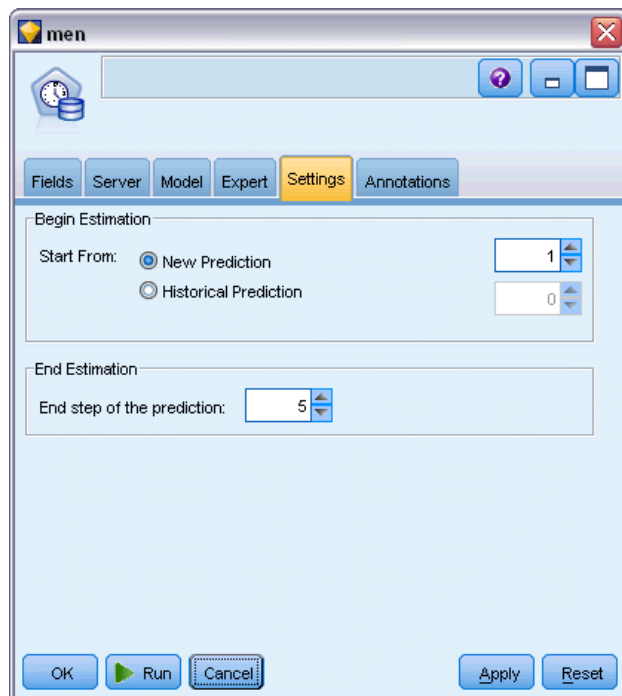 men
?
Fields Server Model Expert Settings Annotations
Begin Estimation
Start From: New Prediction 1
Historical Prediction 0
End Estimation
End step of the prediction: 5
OK Run Cancel Apply Reset